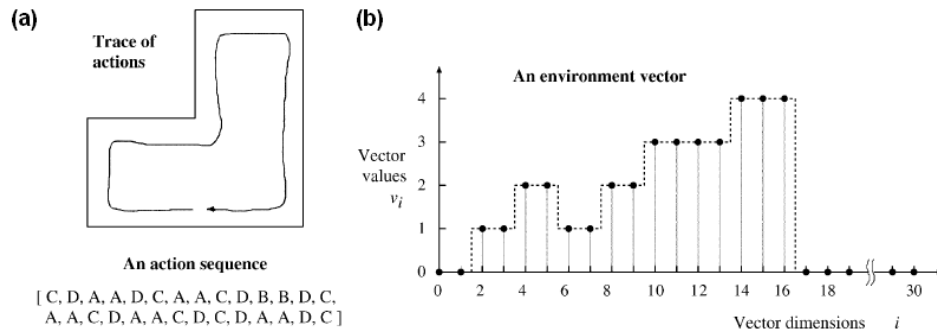 (a)
Trace of
actions
An action sequence
[ C, D, A, A, D, C, A, A, C, D, B, B, D, C,
A, A, C, D, A, A, C, D, C, D, A, A, D, C ]
(b)
An environment vector
4
3
2
1
0
Vector
values
vi
0 2 4 6 8 10 12 14 16 18 30
Vector dimensions i